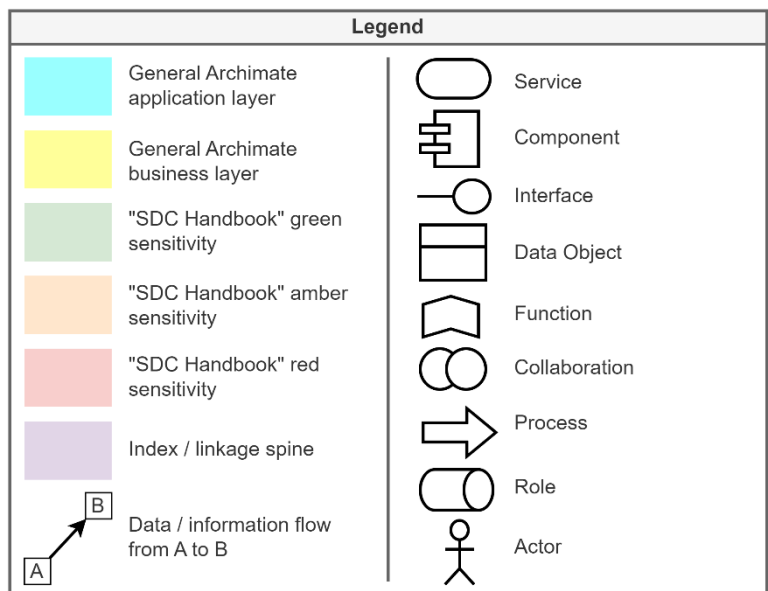 Legend
General Archimate
application layer
General Archimate
business layer
"SDC Handbook" green
sensitivity
"SDC Handbook" amber
sensitivity
"SDC Handbook" red
sensitivity
Index / linkage spine
B
Data / information flow
from A to B
A
Service
Component
Interface
Data Object
Function
Collaboration
Process
Role
Actor